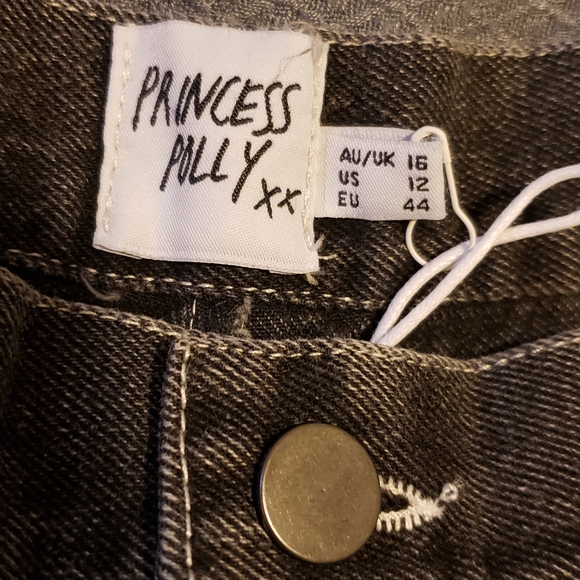 PRINCESS
POLLY
xx
AU/UK 16
US 12
EU 44